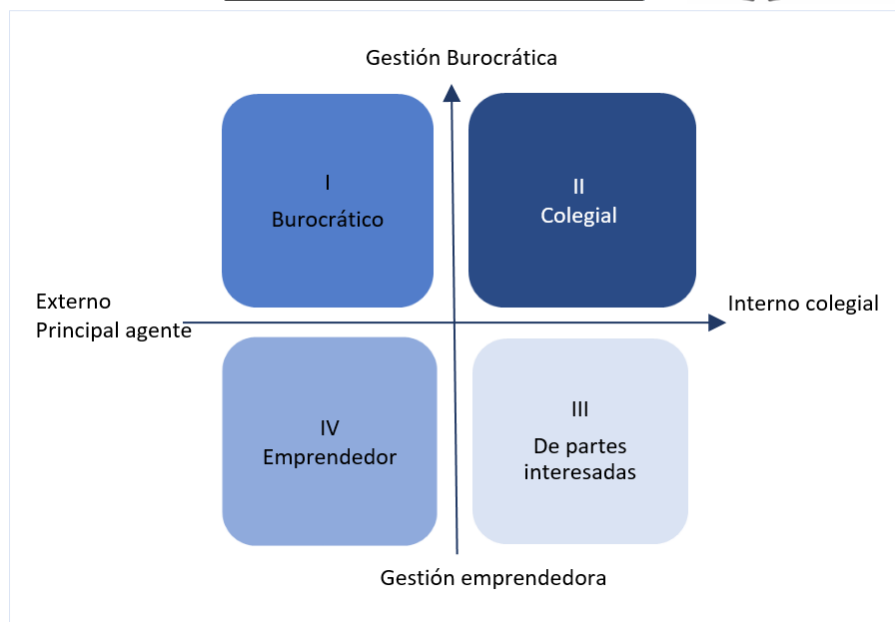 Gestión Burocrática
I
Burocrático
II
Colegial
Externo
Principal agente
Interno colegial
IV
Emprendedor
III
De partes
interesadas
Gestión emprendedora